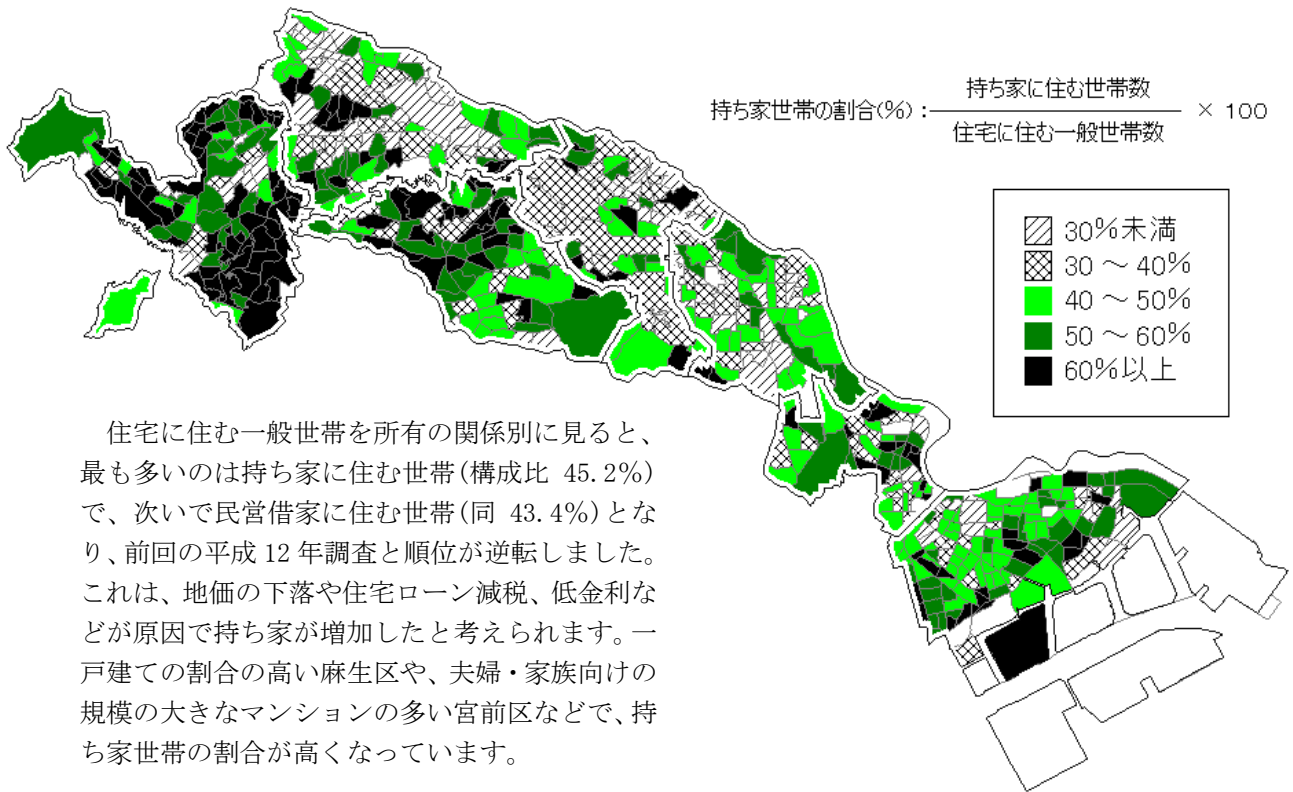 持ち家世帯の割合(%):持ち家に住む世帯数
住宅に住む一般世帯数 × 100
30%未満
30～40%
40～50%
50～60%
60%以上
住宅に住む一般世帯を所有の関係別に見ると、
最も多いのは持ち家に住む世帯(構成比 45.2%)
で、次いで民営借家に住む世帯(同 43.4%)とな
り、前回の平成 12 年調査と順位が逆転しました。
これは、地価の下落や住宅ローン減税、低金利な
どが原因で持ち家が増加したと考えられます。一
戸建ての割合の高い麻生区や、夫婦・家族向けの
規模の大きなマンションの多い宮前区などで、持
ち家世帯の割合が高くなっています。